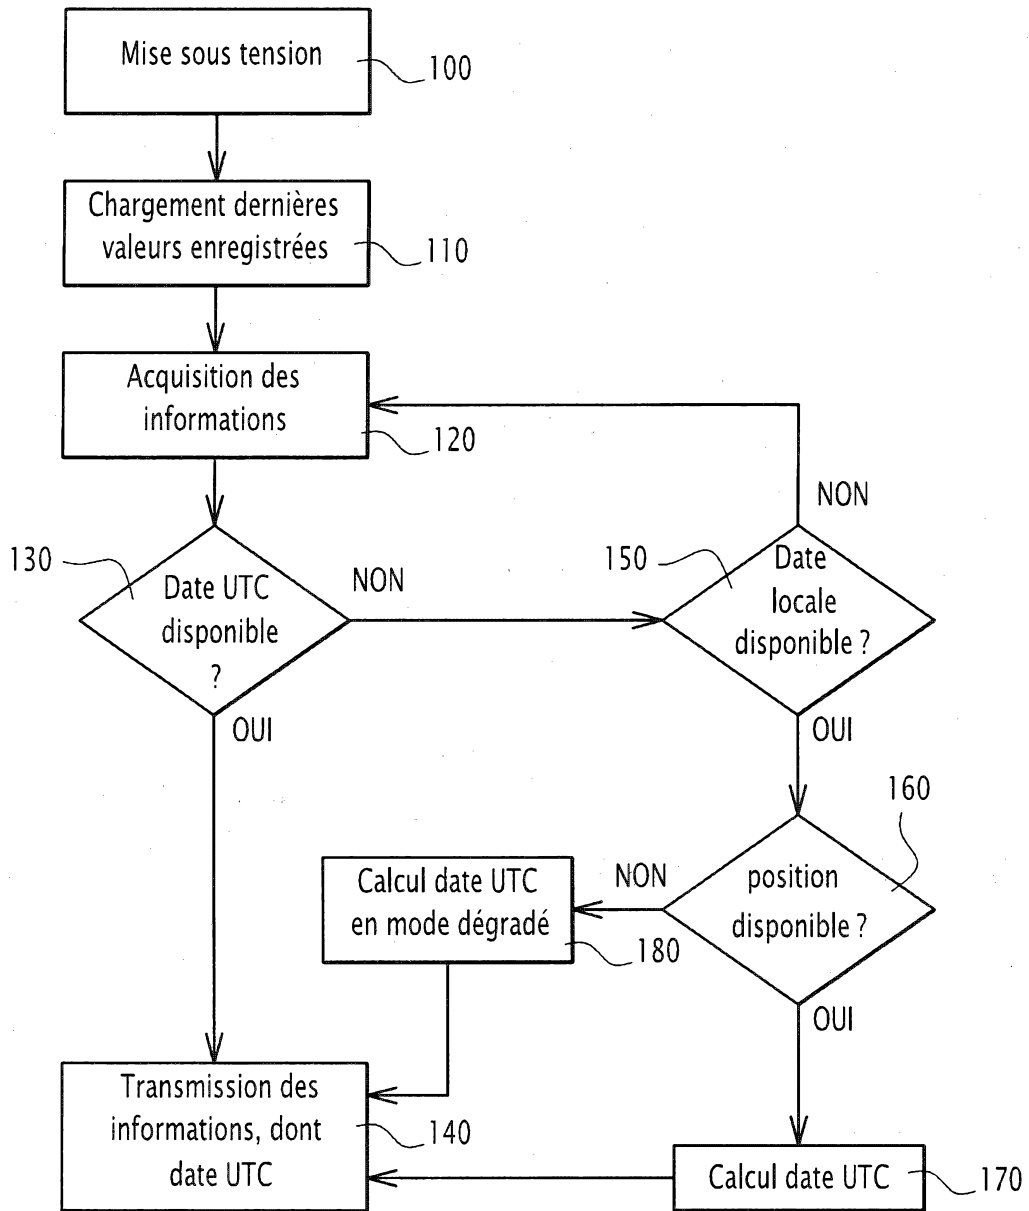 Mise sous tension
100
Chargement dernières
valeurs enregistrées
110
Acquisition des
informations
120
NON
130
Date UTC
disponible
?
NON
150
Date
locale
disponible ?
OUI
OUI
160
position
disponible ?
NON
Calcul date UTC
en mode dégradé
180
OUI
Transmission des
informations, dont
date UTC
140
Calcul date UTC
170